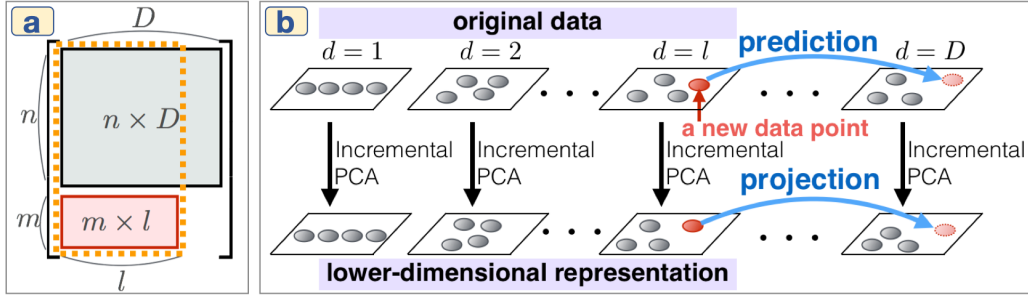 a
D
n
n × D
m
m × l
l
b
original data
d = 1
d = 2
d = l
prediction
d = D
· · ·
· · ·
a new data point
Incremental
PCA
Incremental
PCA
Incremental
PCA
Incremental
PCA
projection
· · ·
· · ·
lower-dimensional representation